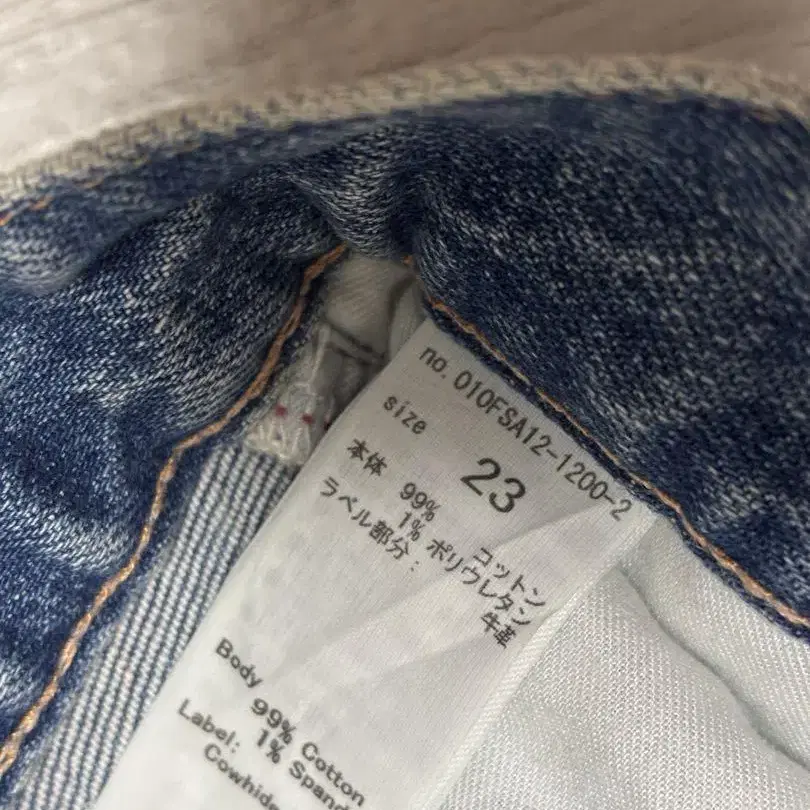 no. 010FSA12-1200-2
size
23
本体 99% コットン
1% ポリウレタン
ラベル部分: 牛革
Body 99% Cotton
1%
Label: Cowhide